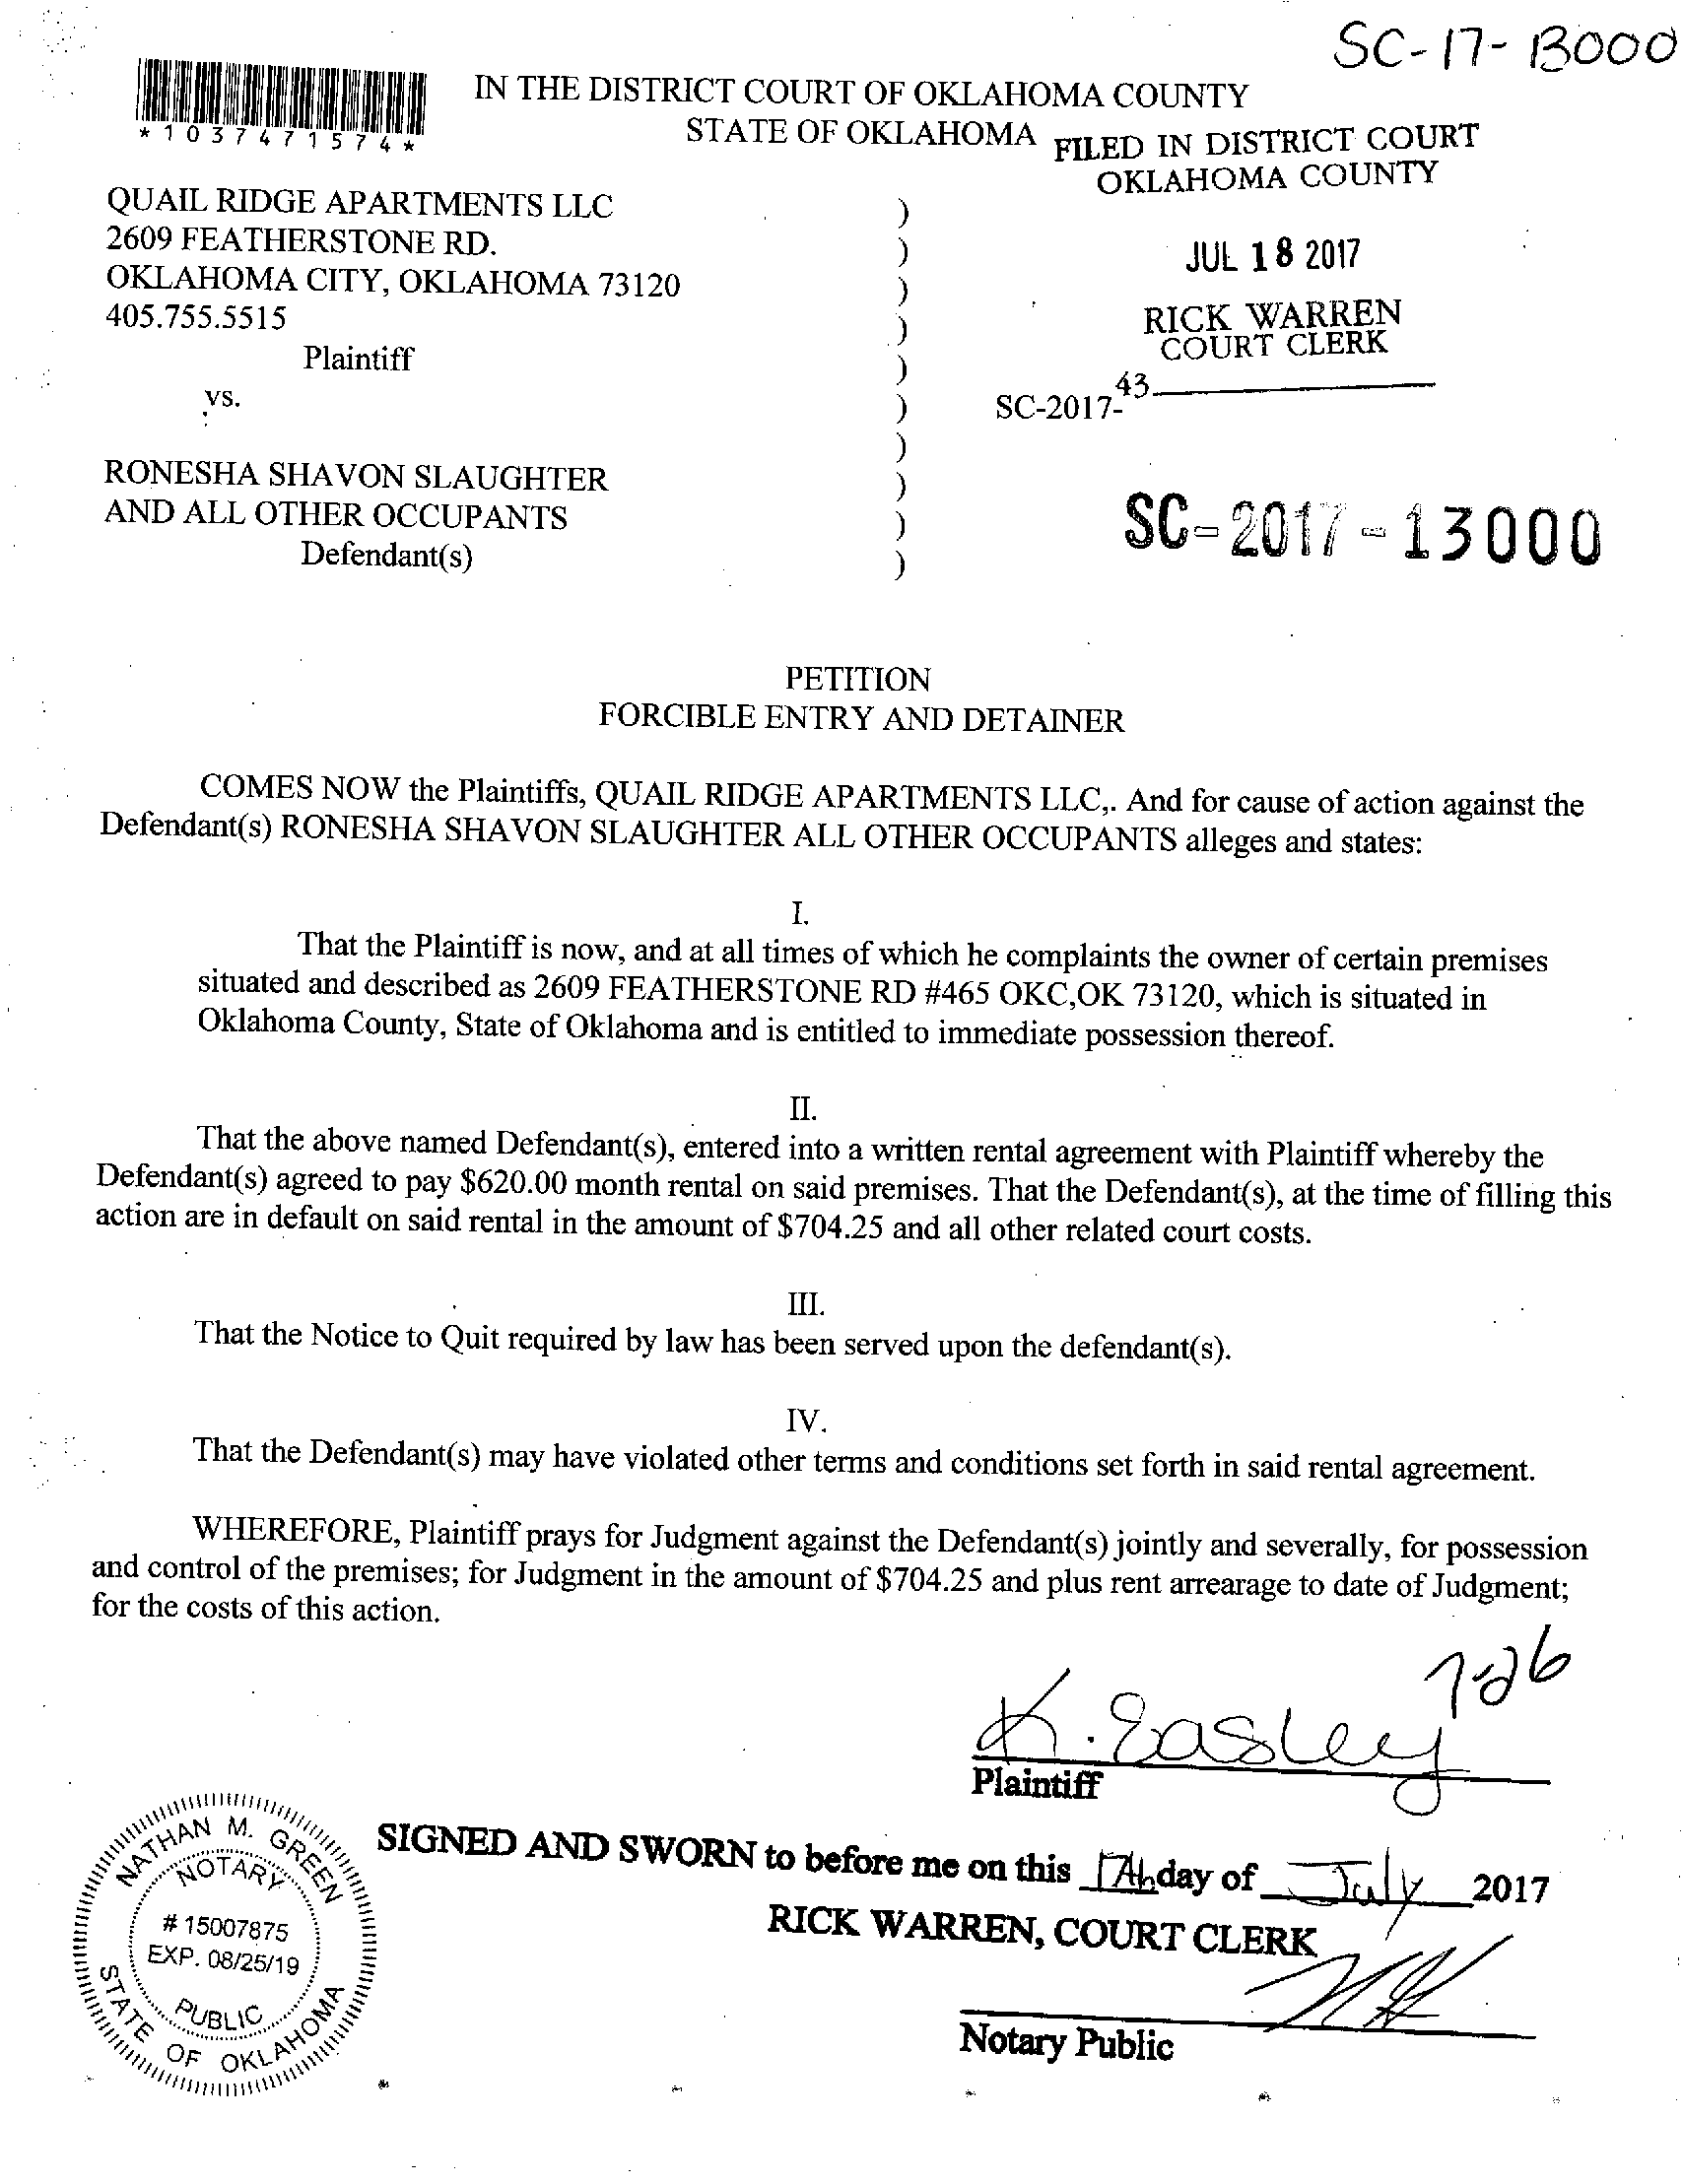 SC-17-13000
*1037471574*
IN THE DISTRICT COURT OF OKLAHOMA COUNTY
STATE OF OKLAHOMA
FILED IN DISTRICT COURT
OKLAHOMA COUNTY
QUAIL RIDGE APARTMENTS LLC )
2609 FEATHERSTONE RD. )
JUL 18 2017
OKLAHOMA CITY, OKLAHOMA 73120 )
405.755.5515 )
RICK WARREN
COURT CLERK
Plaintiff )
43.
vs. ) SC-2017-
)
RONESHA SHAVON SLAUGHTER )
AND ALL OTHER OCCUPANTS )
SC-2017-13000
Defendant(s) )
PETITION
FORCIBLE ENTRY AND DETAINER
COMES NOW the Plaintiffs, QUAIL RIDGE APARTMENTS LLC,. And for cause of action against the
Defendant(s) RONESHA SHAVON SLAUGHTER ALL OTHER OCCUPANTS alleges and states:
I.
That the Plaintiff is now, and at all times of which he complaints the owner of certain premises
situated and described as 2609 FEATHERSTONE RD #465 OKC,OK 73120, which is situated in
Oklahoma County, State of Oklahoma and is entitled to immediate possession thereof.
II.
That the above named Defendant(s), entered into a written rental agreement with Plaintiff whereby the
Defendant(s) agreed to pay $620.00 month rental on said premises. That the Defendant(s), at the time of filling this
action are in default on said rental in the amount of $704.25 and all other related court costs.
III.
That the Notice to Quit required by law has been served upon the defendant(s).
IV.
That the Defendant(s) may have violated other terms and conditions set forth in said rental agreement.
WHEREFORE, Plaintiff prays for Judgment against the Defendant(s) jointly and severally, for possession
and control of the premises; for Judgment in the amount of $704.25 and plus rent arrearage to date of Judgment;
for the costs of this action.
7-26
K. Easley
Plaintiff
NATHAN M. GREEN
NOTARY
# 15007875
EXP. 08/25/19
PUBLIC
STATE OF OKLAHOMA
SIGNED AND SWORN to before me on this day of July 2017
RICK WARREN, COURT CLERK
Notary Public